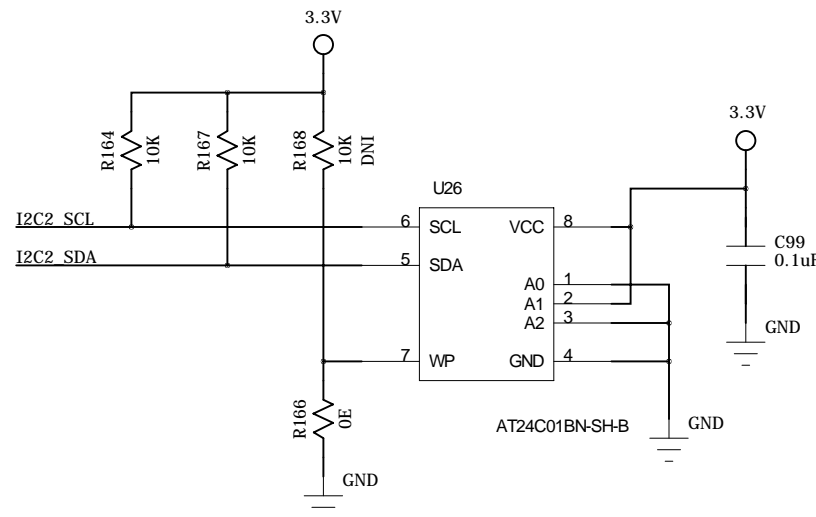 3.3V
3.3V
R164
10K
R167
10K
R168
10K
DNI
U26
I2C2_SCL
6 SCL VCC 8
I2C2_SDA
5 SDA
A0 1
A1 2
A2 3
C99
0.1uF
GND
7 WP GND 4
R166
0E
AT24C01BN-SH-B
GND
GND